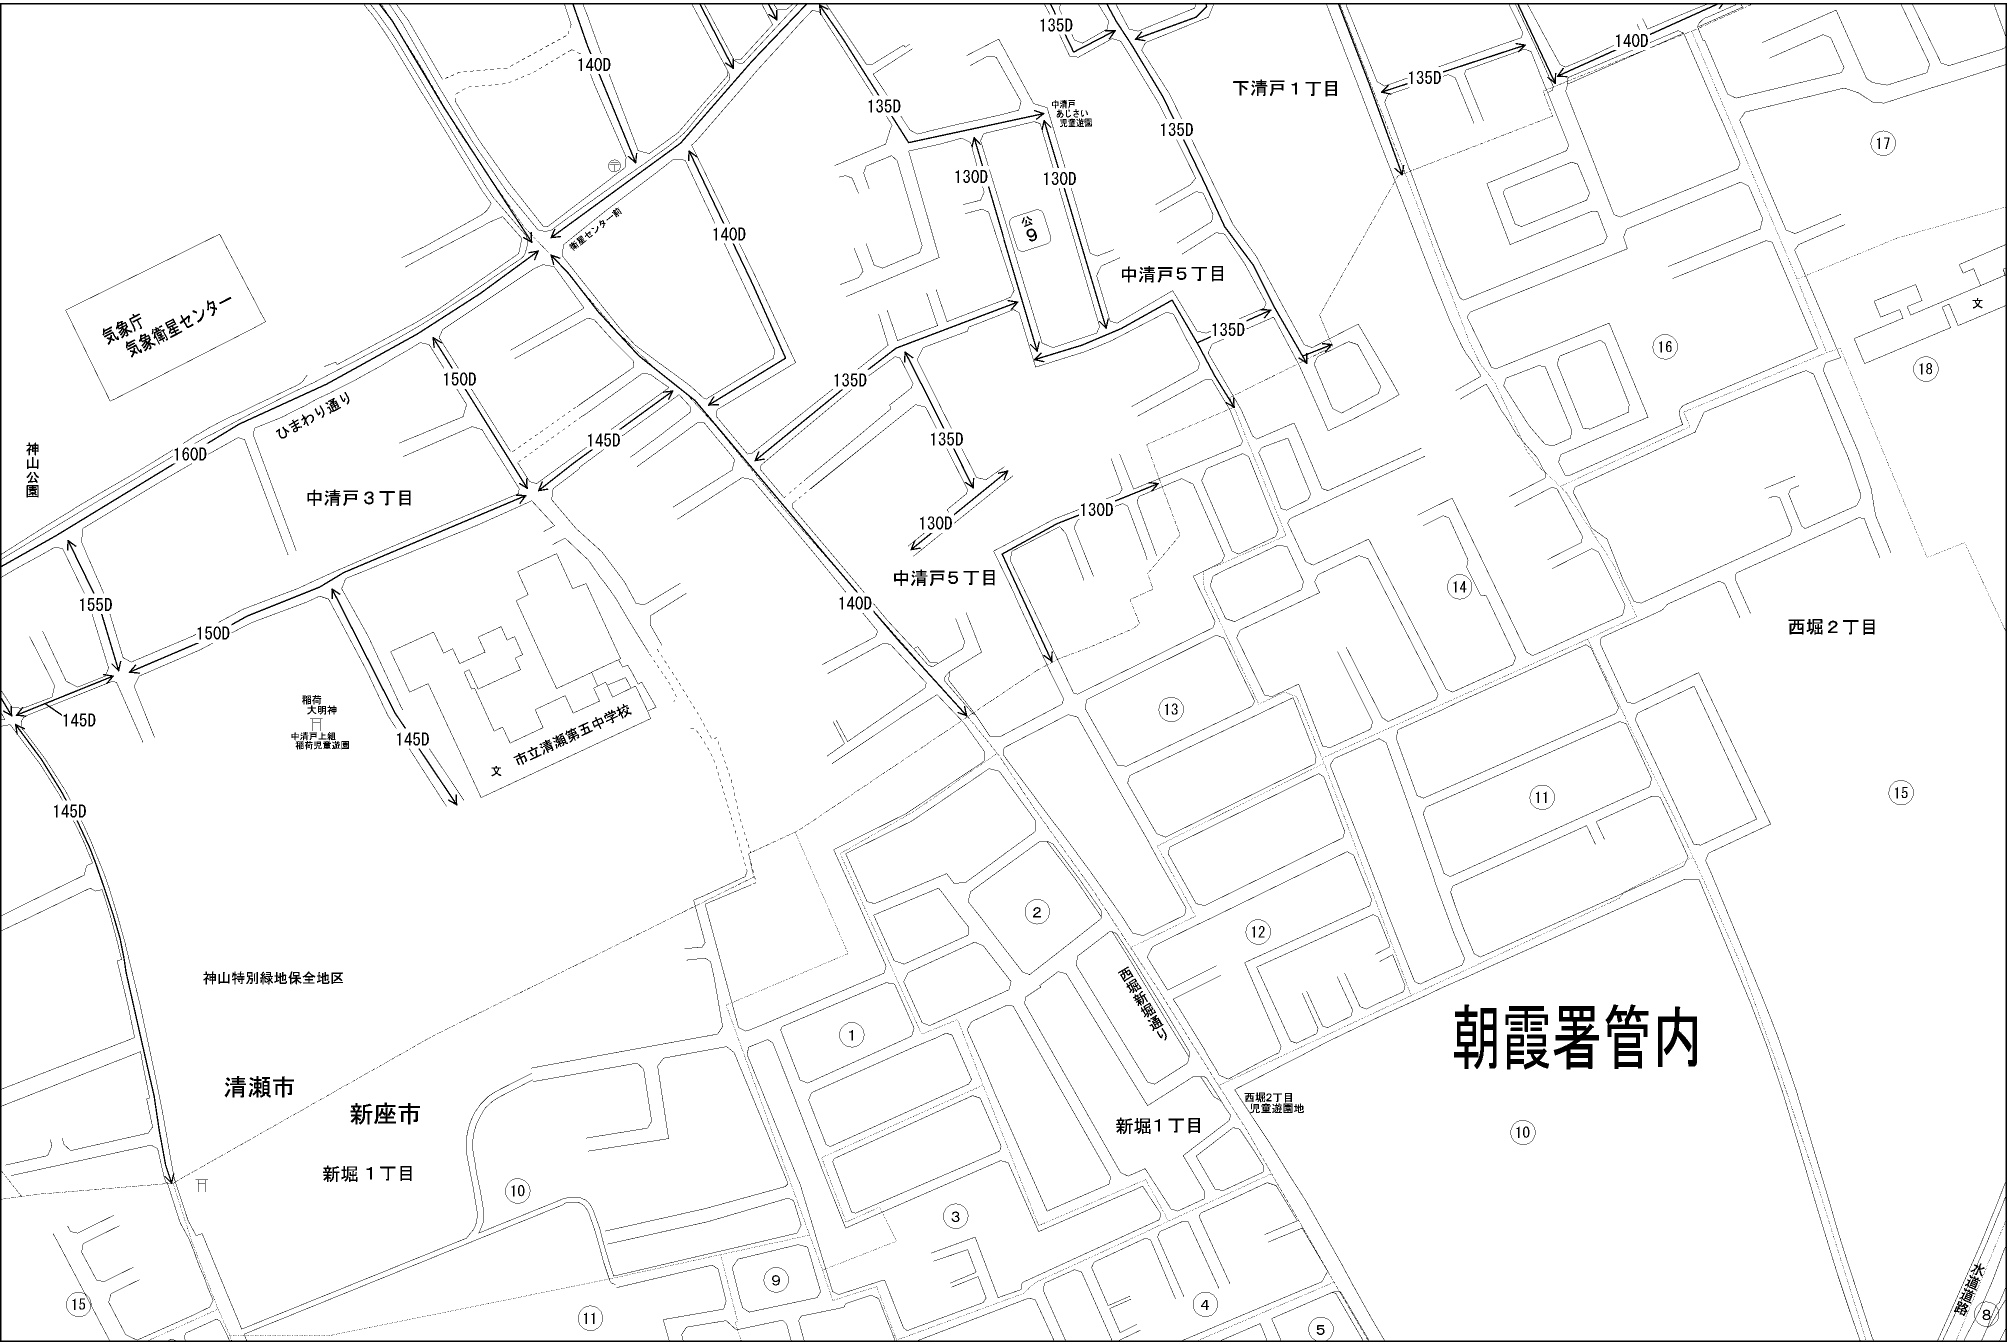 135D
140D
140D
135D
下清戸1丁目
135D
中清戸
あじさい
児童遊園
135D
〒
17
130D
130D
公
9
衛星センター前
140D
中清戸5丁目
気象庁
気象衛星センター
文
135D
16
18
150D
135D
ひまわり通り
145D
135D
160D
神山公園
中清戸3丁目
130D
130D
中清戸5丁目
14
155D
140D
150D
西堀2丁目
稲荷
大明神
145D
中清戸上組
稲荷児童遊園
145D
市立清瀬第五中学校
文
13
11
15
145D
2
12
神山特別緑地保全地区
西堀新堀通り
1
朝霞署管内
清瀬市
新座市
西堀2丁目
児童遊園地
新堀1丁目
10
新堀1丁目
10
3
9
15
11
4
5
水道道路
8